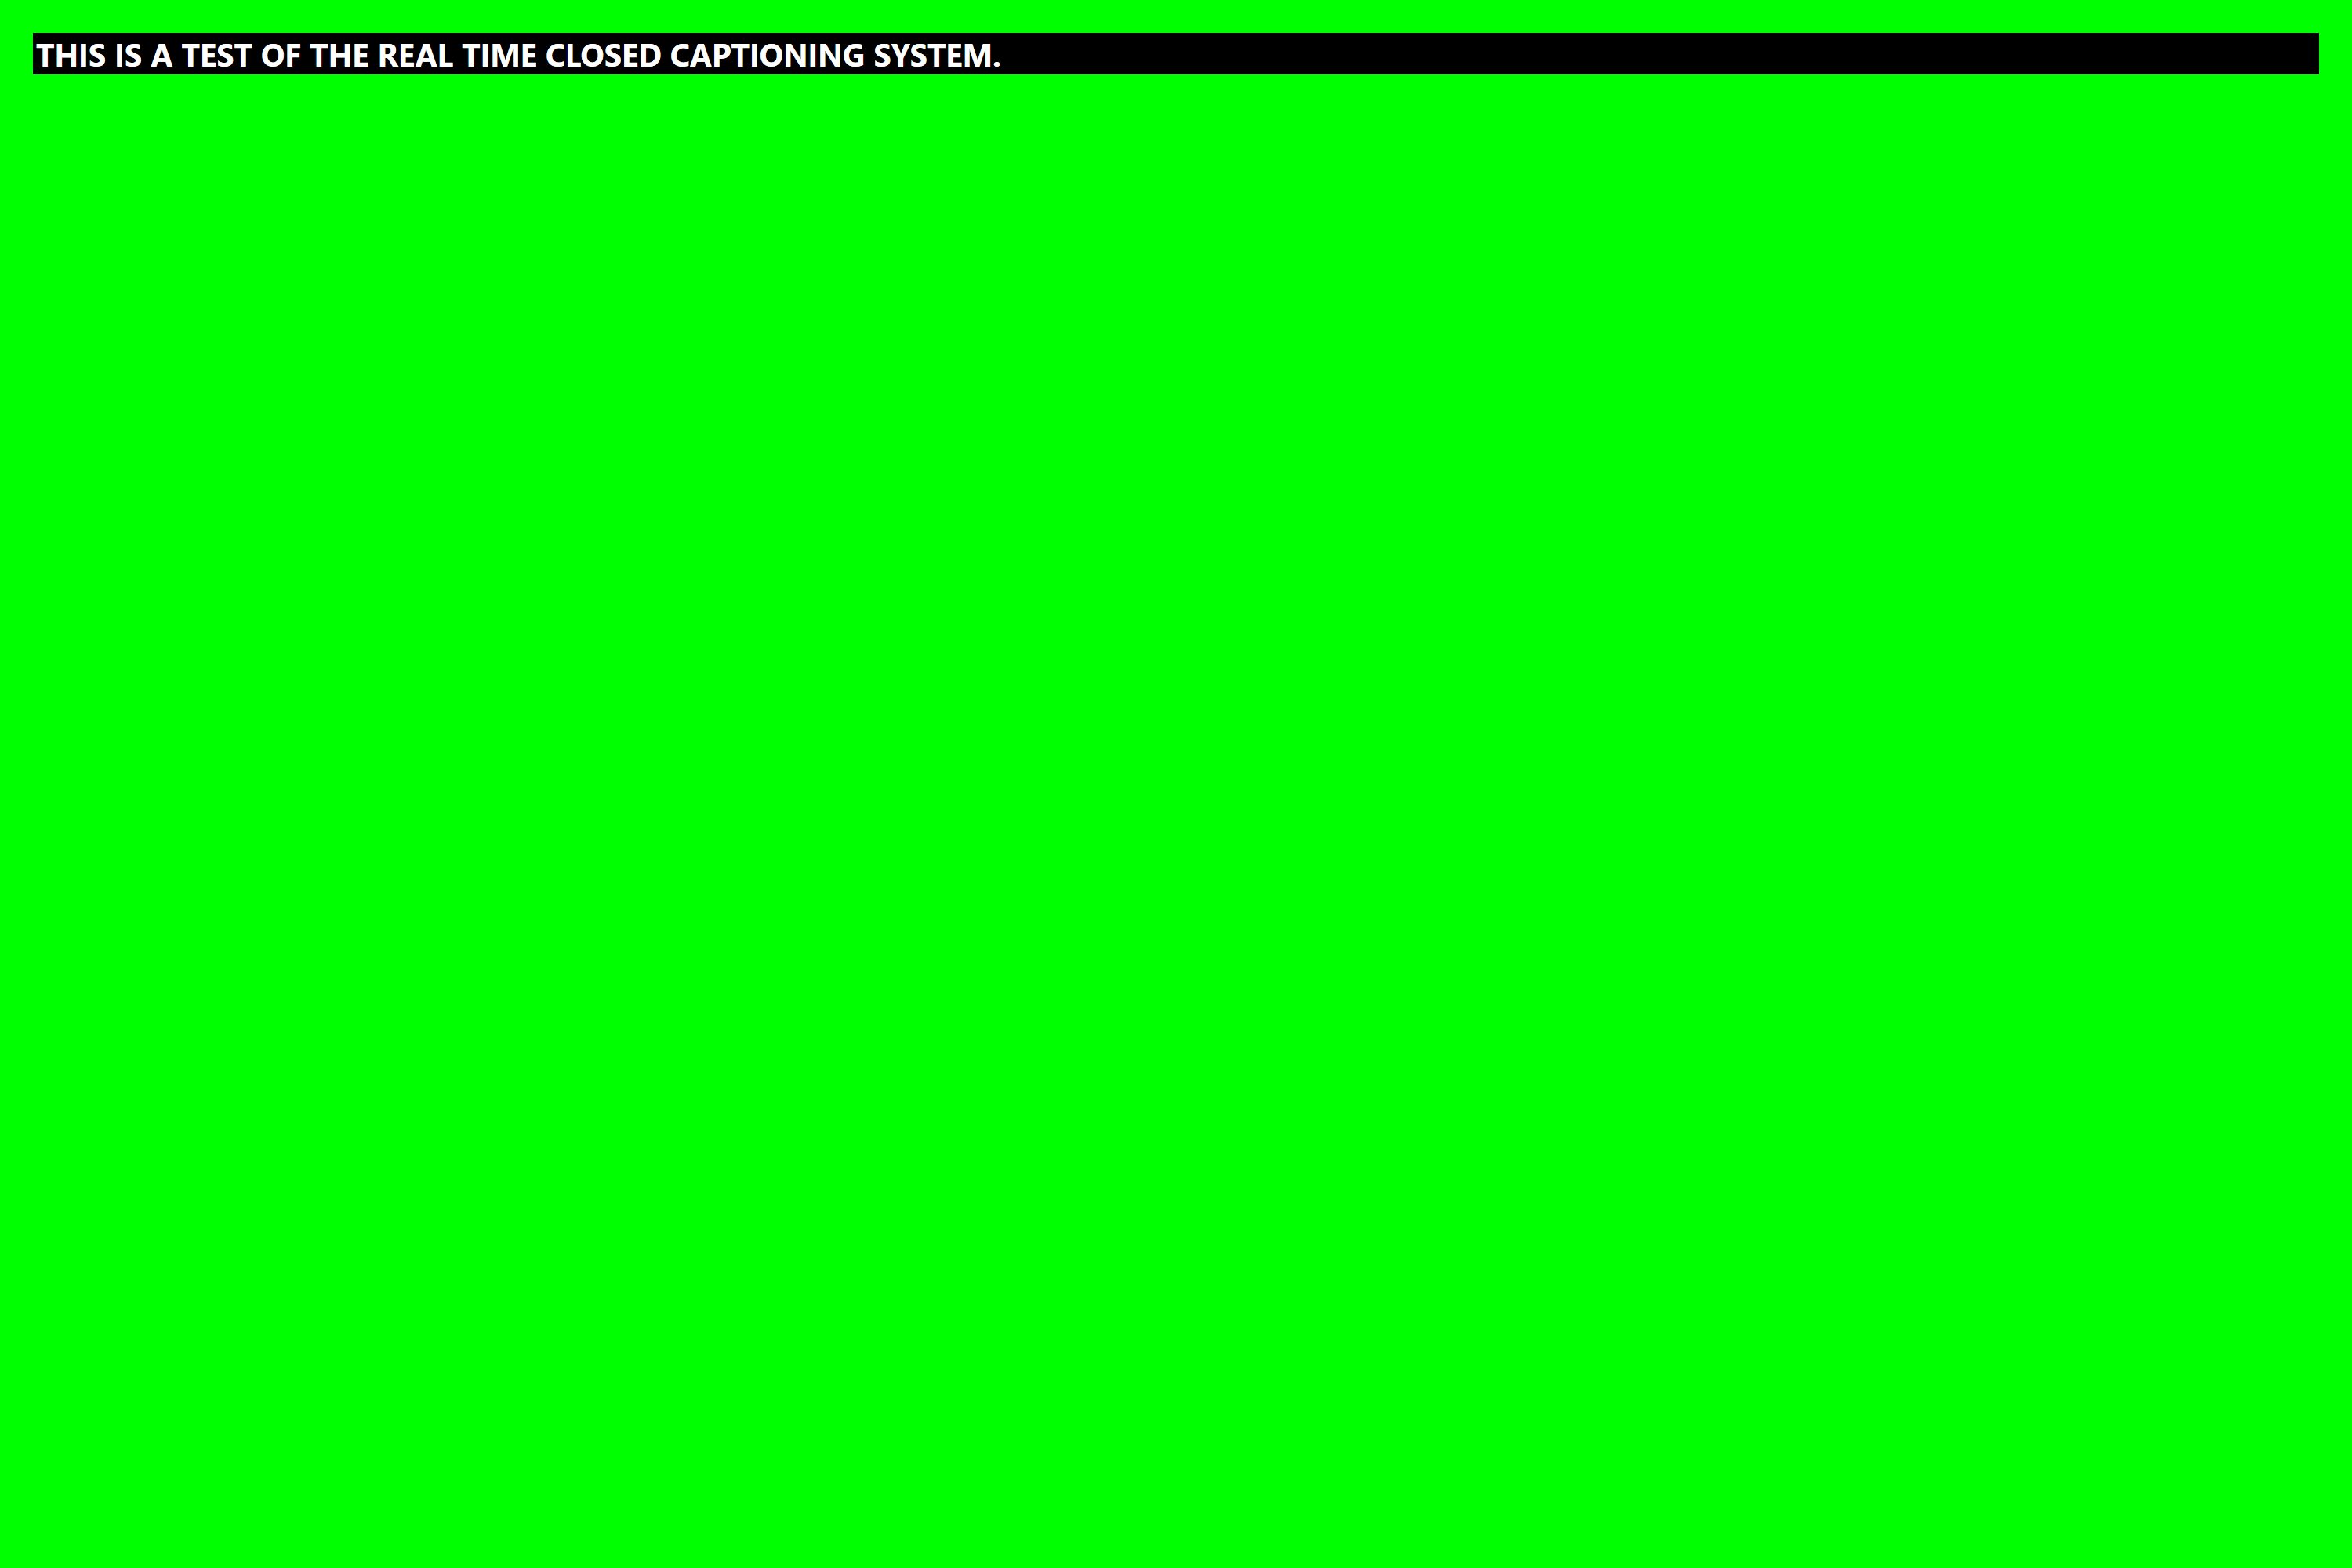 THIS IS A TEST OF THE REAL TIME CLOSED CAPTIONING SYSTEM.